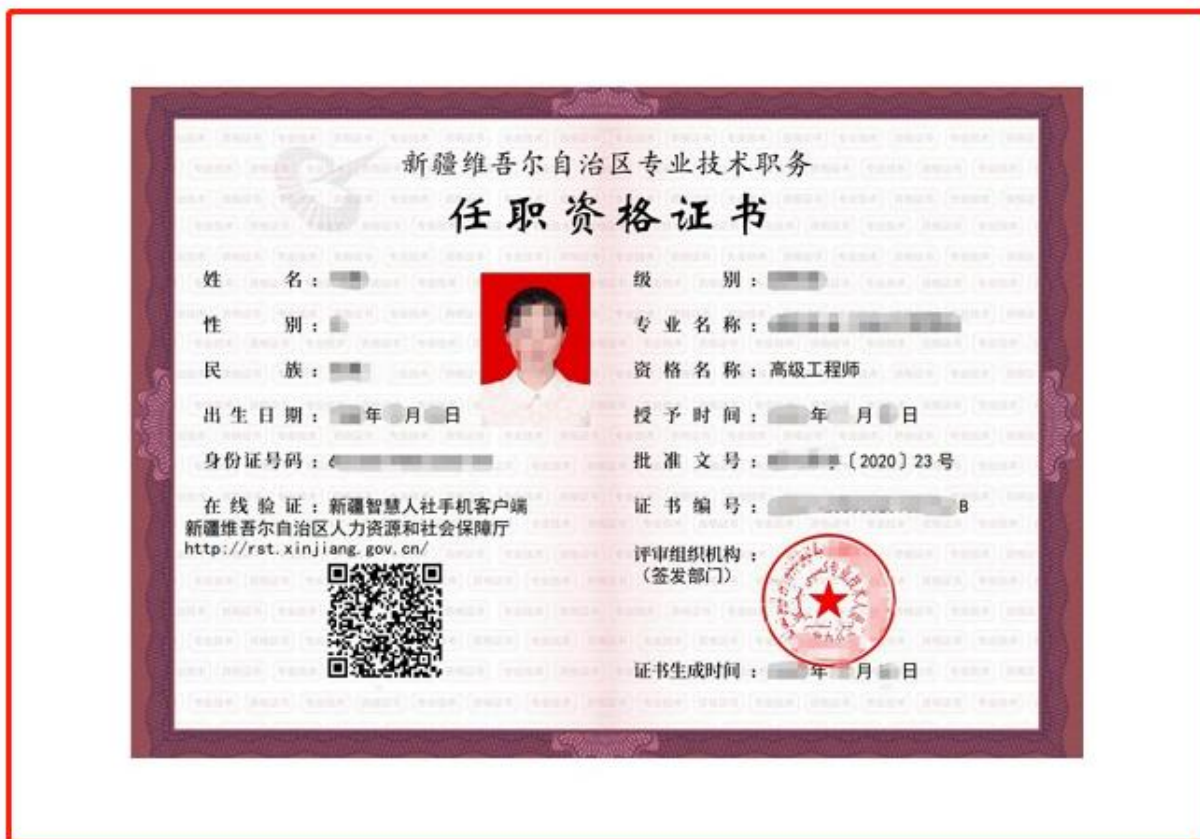 新疆维吾尔自治区专业技术职务
任职资格证书
姓名：
性别：
民族：
出生日期： 年 月 日
身份证号码：
在线验证：新疆智慧人社手机客户端
新疆维吾尔自治区人力资源和社会保障厅
http://rst.xinjiang.gov.cn/
级别：
专业名称：
资格名称：高级工程师
授予时间： 年 月 日
批准文号： 〔2020〕23号
证书编号： B
评审组织机构：
（签发部门）
证书生成时间： 年 月 日